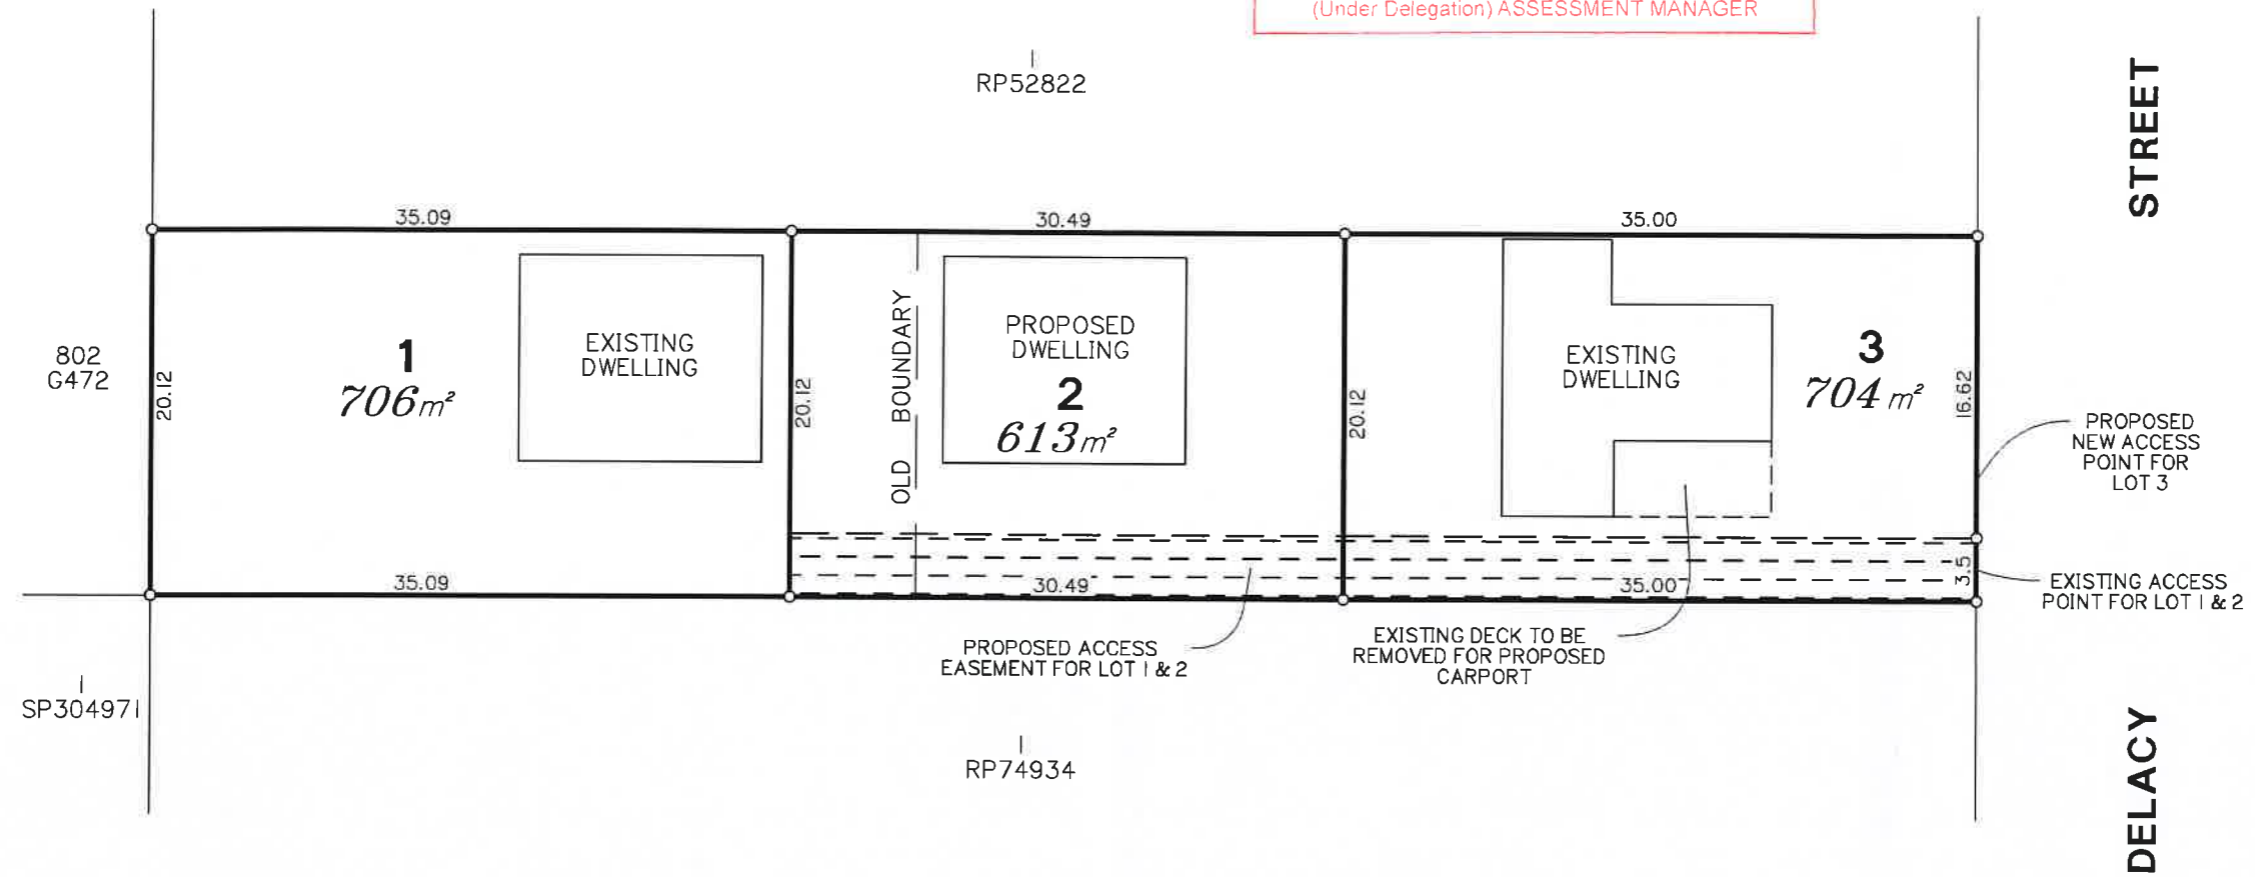 (Under Delegation) ASSESSMENT MANAGER
1
RP52822
STREET
35.09
30.49
35.00
802
G472
20.12
1
706m²
EXISTING
DWELLING
20.12
OLD BOUNDARY
PROPOSED
DWELLING
2
613m²
20.12
EXISTING
DWELLING
3
704m²
16.62
PROPOSED
NEW ACCESS
POINT FOR
LOT 3
35.09
30.49
35.00
3.5
EXISTING ACCESS
POINT FOR LOT 1 & 2
PROPOSED ACCESS
EASEMENT FOR LOT 1 & 2
EXISTING DECK TO BE
REMOVED FOR PROPOSED
CARPORT
1
SP304971
1
RP74934
DELACY